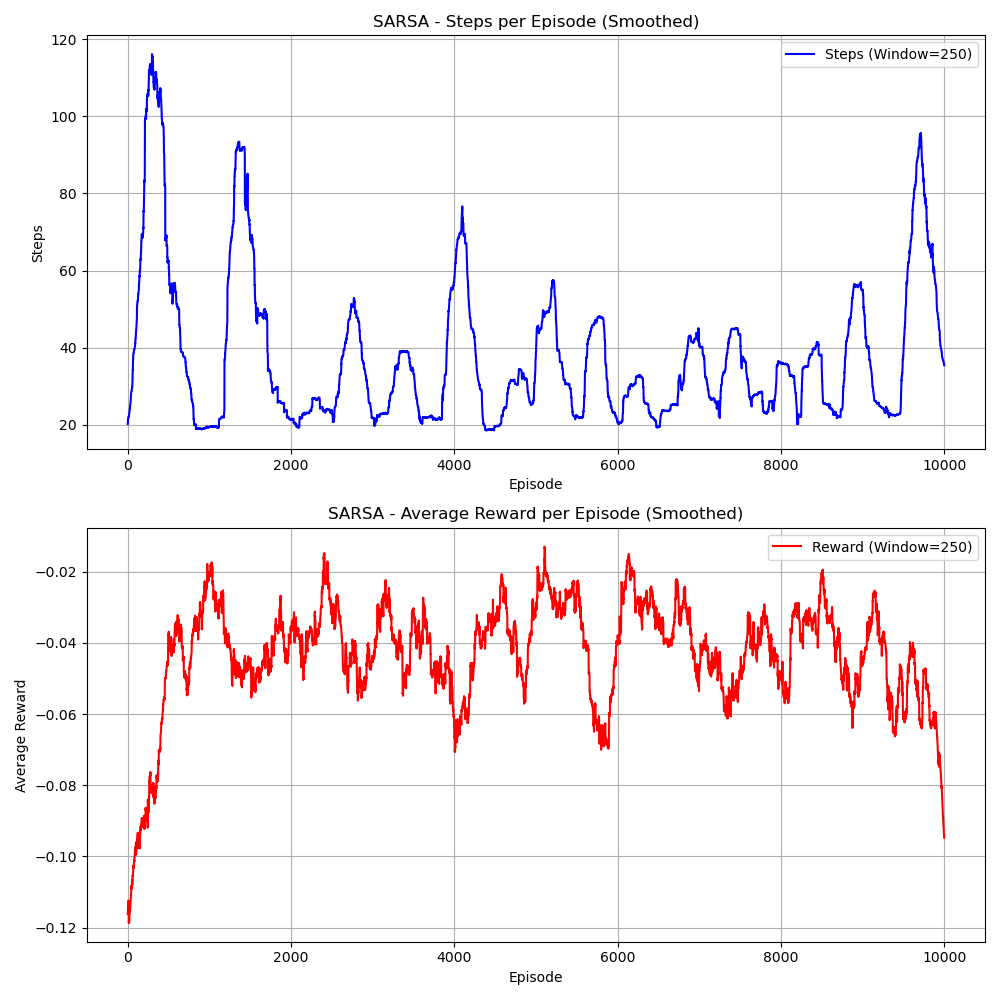 SARSA - Steps per Episode (Smoothed)
120
100
80
60
40
20
Steps
Steps (Window=250)
0 2000 4000 6000 8000 10000
Episode
SARSA - Average Reward per Episode (Smoothed)
−0.02
−0.04
−0.06
−0.08
−0.10
−0.12
Average Reward
Reward (Window=250)
0 2000 4000 6000 8000 10000
Episode